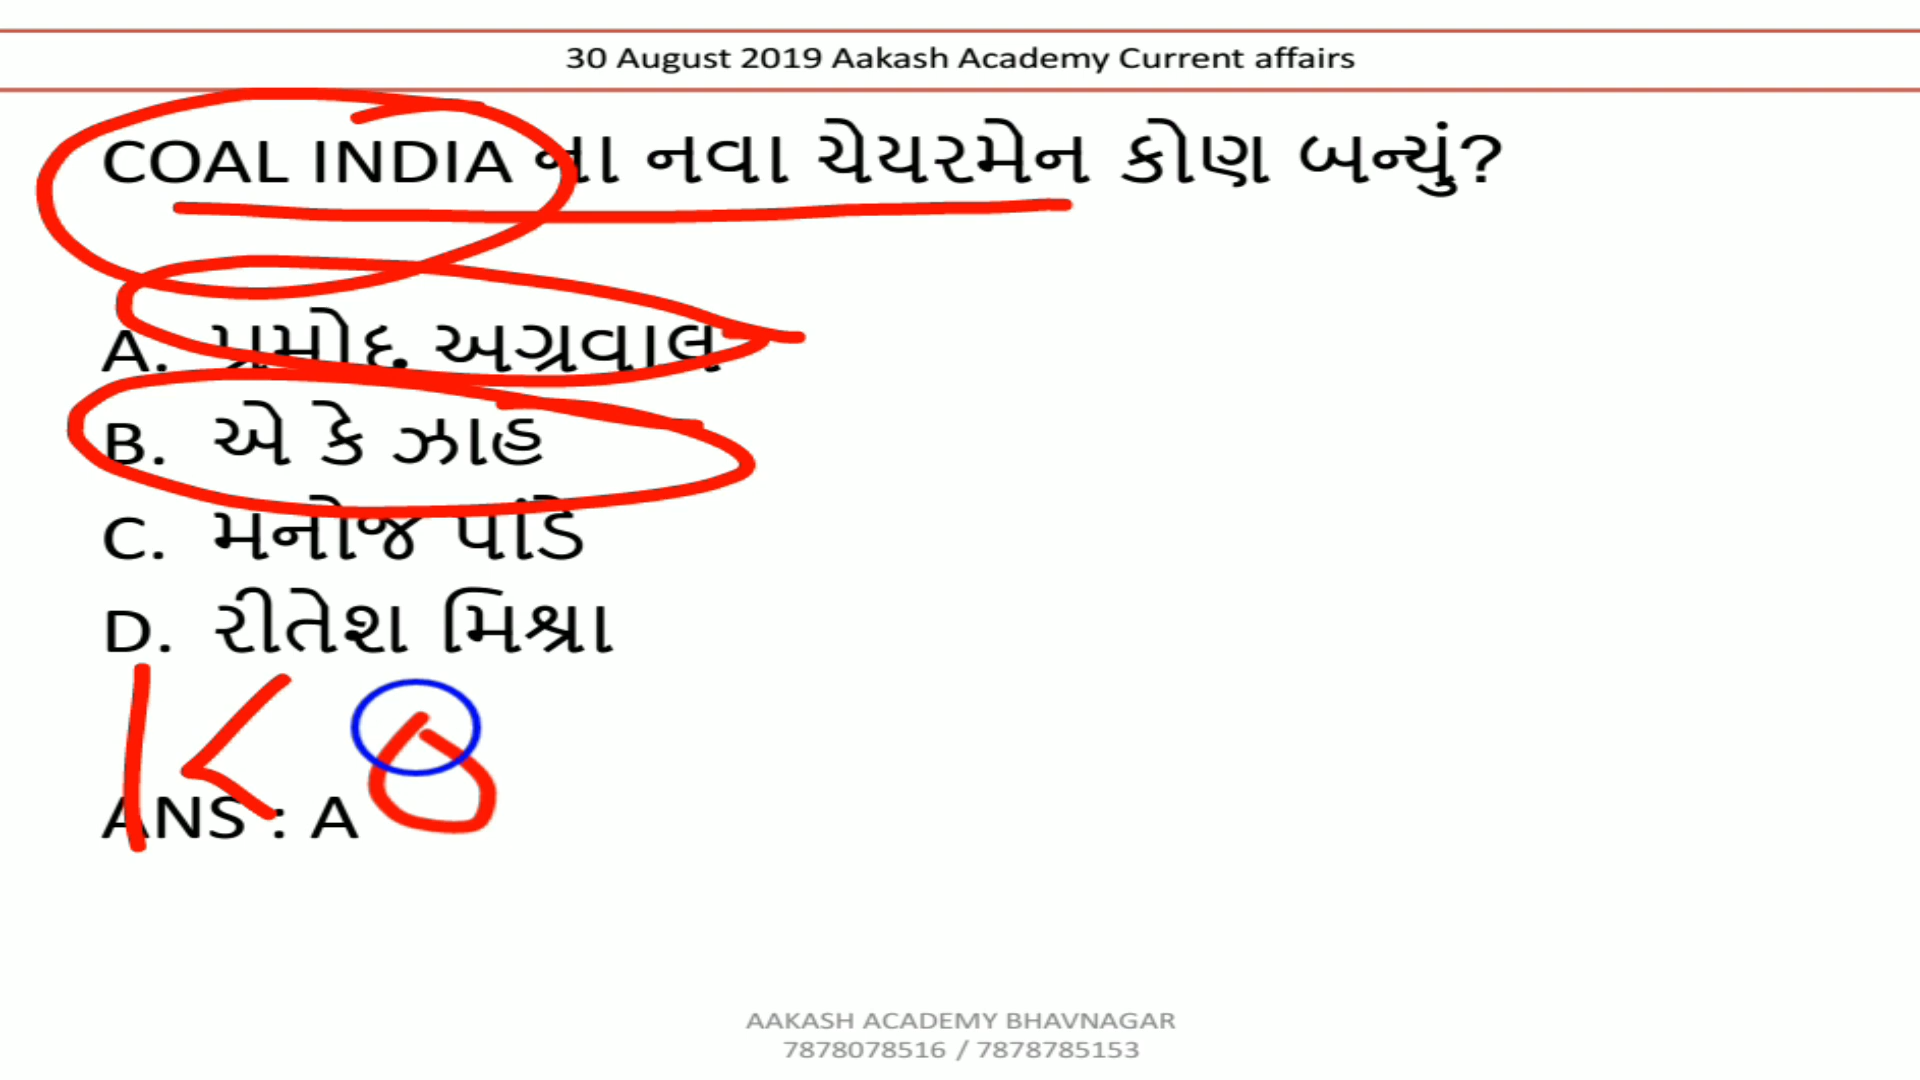 30 August 2019 Aakash Academy Current affairs
COAL INDIA ના નવા ચેયરમેન કોણ બન્યું?
A. પ્રમોદ અગ્રવાલ
B. એ કે ઝાહ
C. મનોજ પાંડે
D. રીતેશ મિશ્રા
K
ANS : A
AAKASH ACADEMY BHAVNAGAR
7878078516 / 7878785153